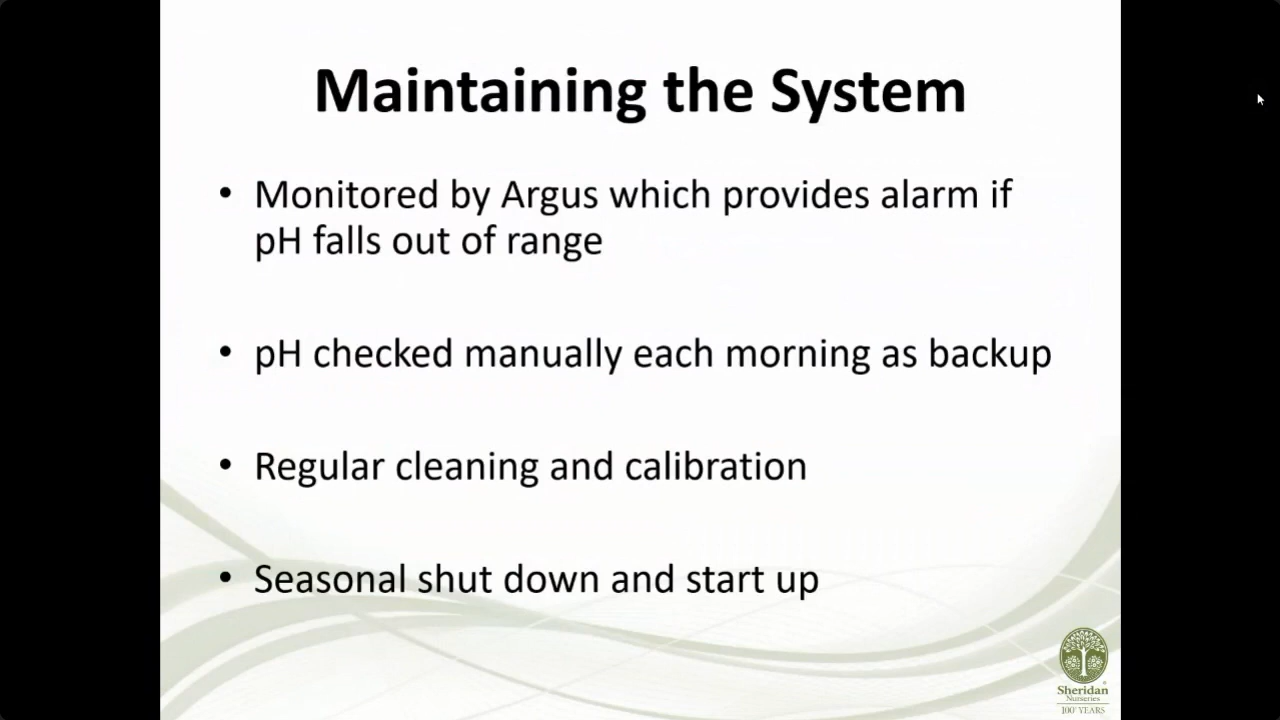 Maintaining the System
• Monitored by Argus which provides alarm if
pH falls out of range
• pH checked manually each morning as backup
• Regular cleaning and calibration
• Seasonal shut down and start up
Sheridan
Nurseries
100+ YEARS